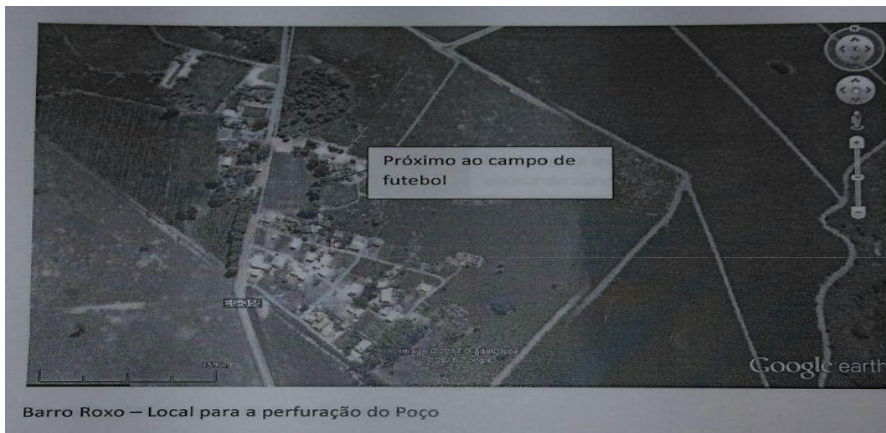 Próximo ao campo de
futebol
Google earth
Barro Roxo – Local para a perfuração do Poço